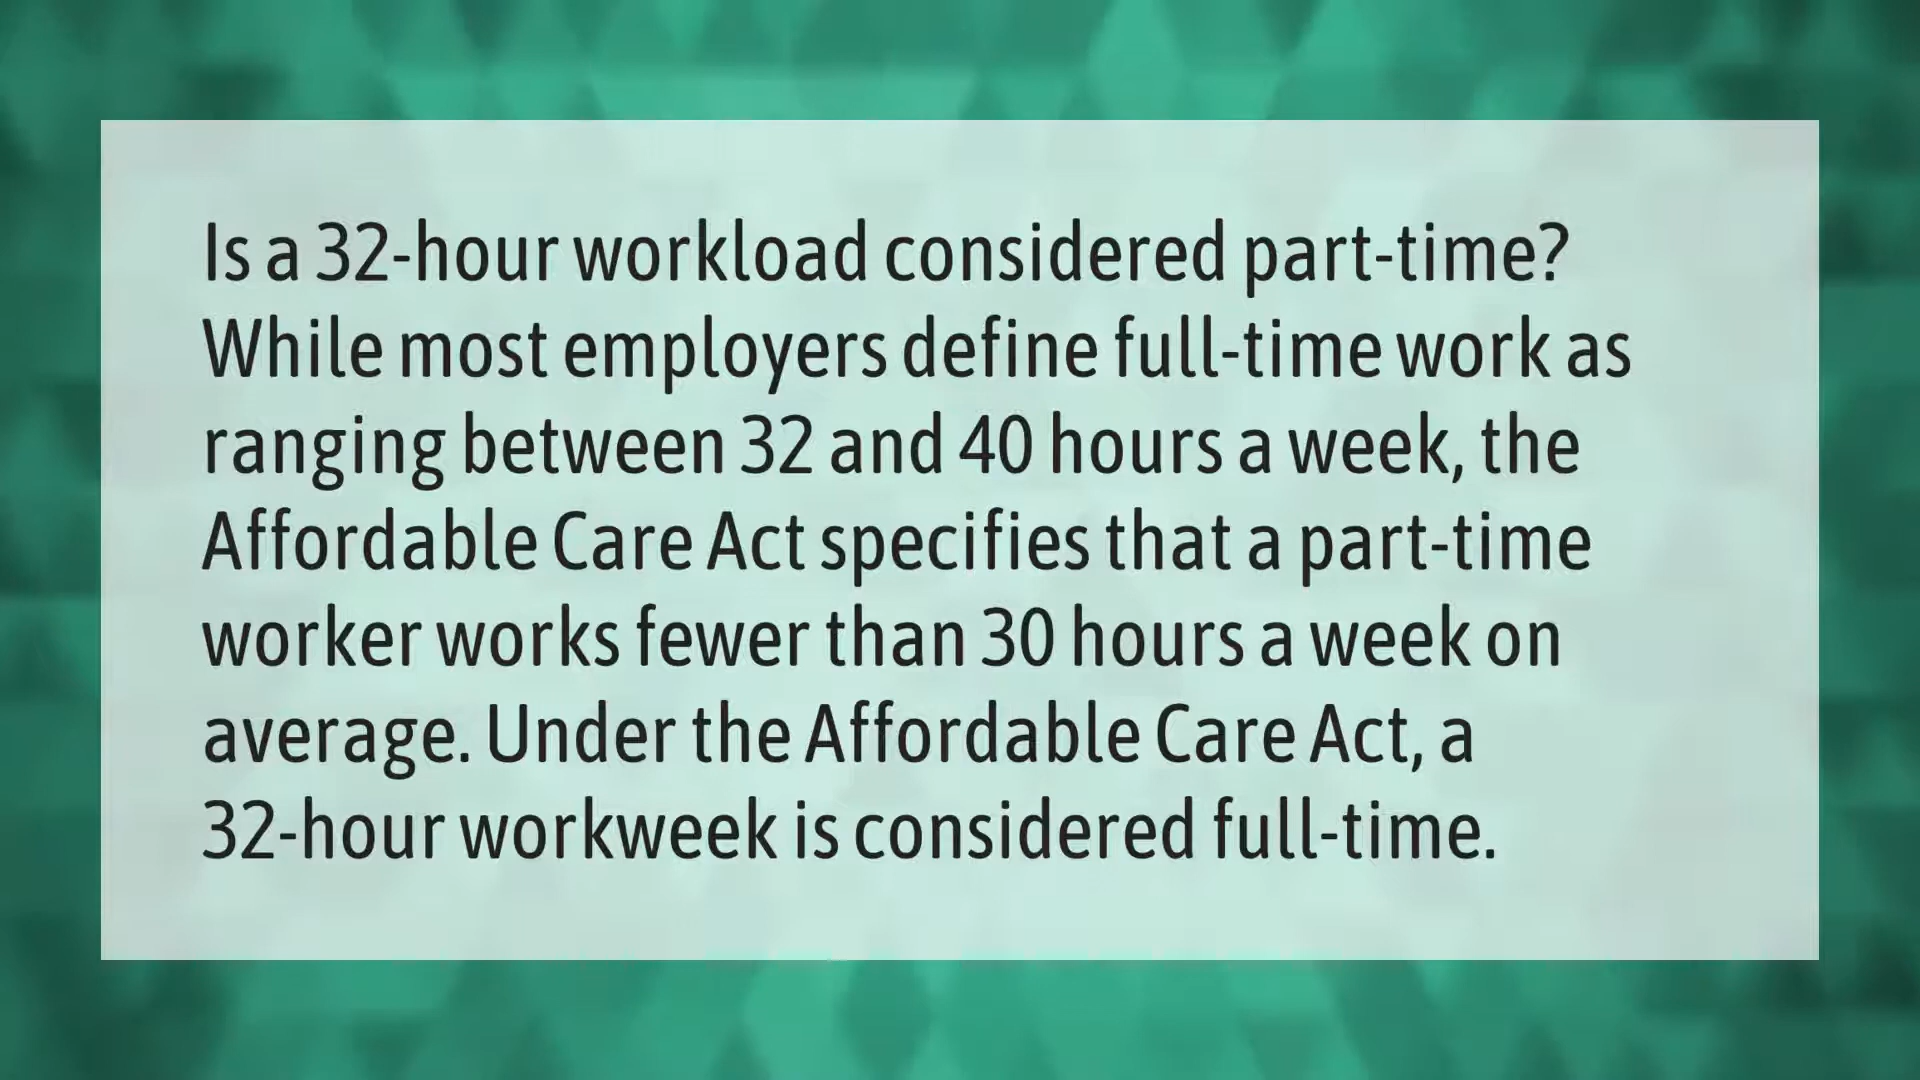 Is a 32-hour workload considered part-time?
While most employers define full-time work as
ranging between 32 and 40 hours a week, the
Affordable Care Act specifies that a part-time
worker works fewer than 30 hours a week on
average. Under the Affordable Care Act, a
32-hour workweek is considered full-time.